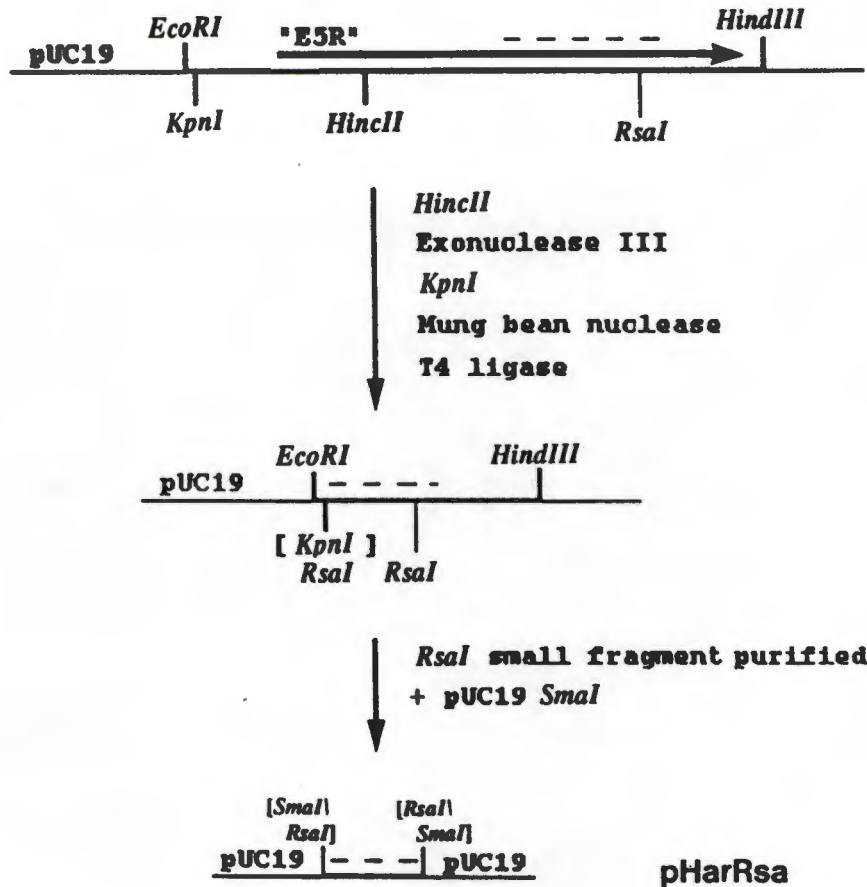 EcoRI "E5R" HindIII
pUC19
KpnI HincII RsaI
HincII
Exonuclease III
KpnI
Mung bean nuclease
T4 ligase
EcoRI HindIII
pUC19
[ KpnI ]
RsaI RsaI
RsaI small fragment purified
+ pUC19 SmaI
[SmaI\ [RsaI\
RsaI] SmaI]
pUC19 pUC19
pHarRsa